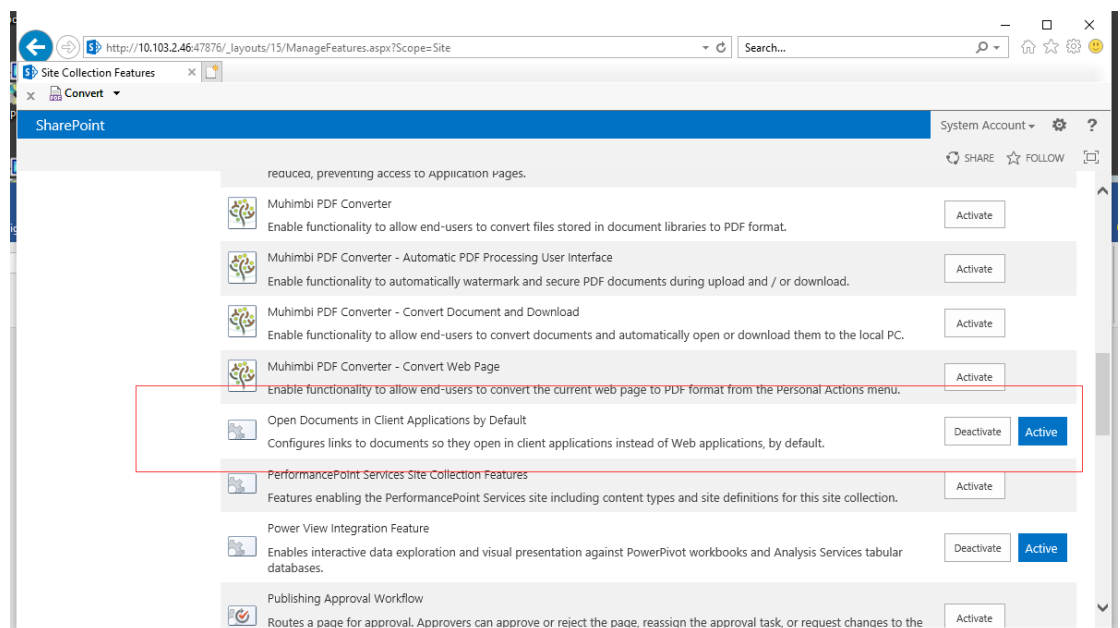 http://10.103.2.46:47876/_layouts/15/ManageFeatures.aspx?Scope=Site
Search...
Site Collection Features
x Convert
SharePoint
System Account
?
SHARE
FOLLOW
reduced, preventing access to Application Pages.
Muhimbi PDF Converter
Enable functionality to allow end-users to convert files stored in document libraries to PDF format.
Activate
Muhimbi PDF Converter - Automatic PDF Processing User Interface
Enable functionality to automatically watermark and secure PDF documents during upload and / or download.
Activate
Muhimbi PDF Converter - Convert Document and Download
Enable functionality to allow end-users to convert documents and automatically open or download them to the local PC.
Activate
Muhimbi PDF Converter - Convert Web Page
Enable functionality to allow end-users to convert the current web page to PDF format from the Personal Actions menu.
Activate
Open Documents in Client Applications by Default
Configures links to documents so they open in client applications instead of Web applications, by default.
Deactivate
Active
PerformancePoint Services Site Collection Features
Features enabling the PerformancePoint Services site including content types and site definitions for this site collection.
Activate
Power View Integration Feature
Enables interactive data exploration and visual presentation against PowerPivot workbooks and Analysis Services tabular
databases.
Deactivate
Active
Publishing Approval Workflow
Routes a page for approval. Approvers can approve or reject the page, reassign the approval task, or request changes to the
Activate